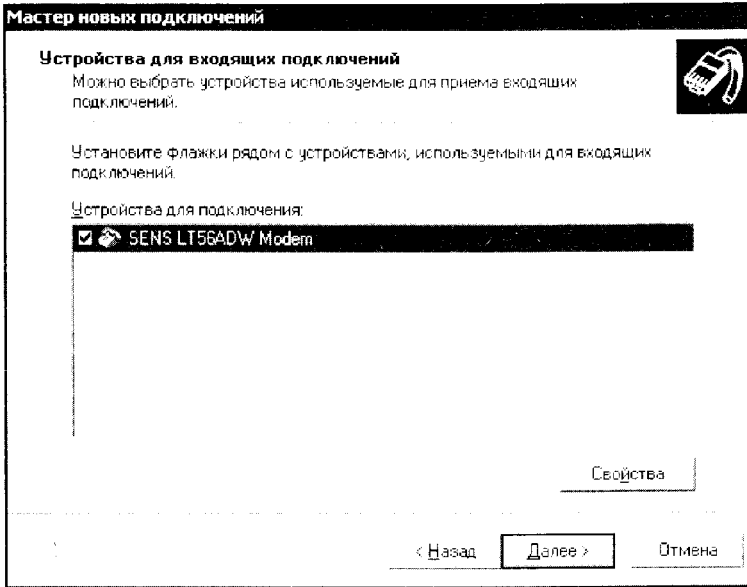 Мастер новых подключений
Устройства для входящих подключений
Можно выбрать устройства используемые для приема входящих
подключений.
Установите флажки рядом с устройствами, используемыми для входящих
подключений.
Устройства для подключения:
SENS LT56ADW Modem
Свойства
< Назад Далее > Отмена